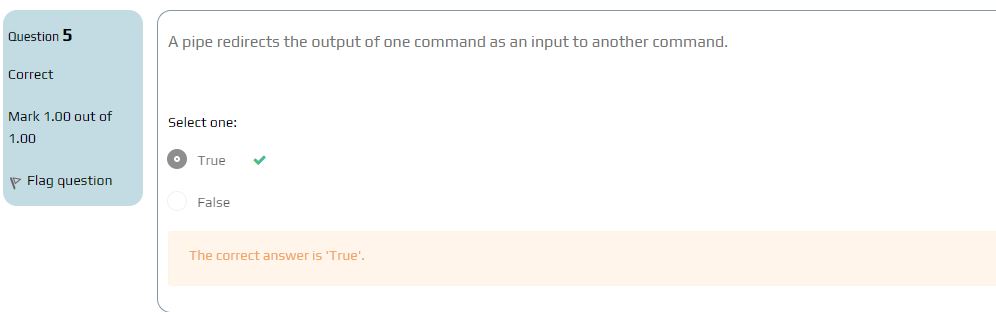 Question 5
Correct
Mark 1.00 out of
1.00
Flag question
A pipe redirects the output of one command as an input to another command.
Select one:
True
False
The correct answer is 'True'.